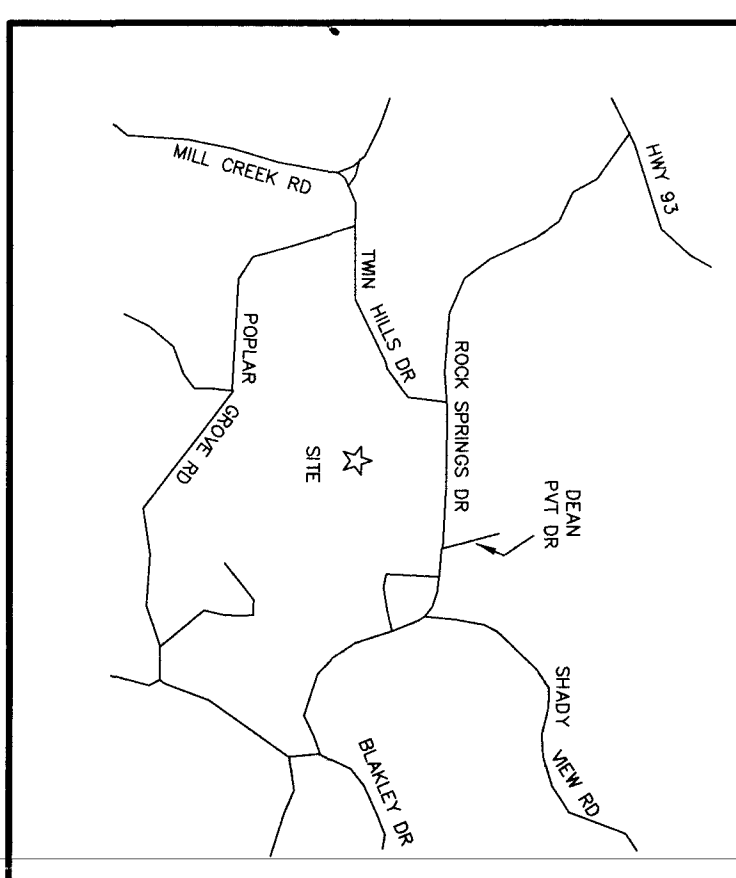 MILL CREEK RD
HWY 93
TWIN HILLS DR
POPLAR GROVE RD
ROCK SPRINGS DR
SITE
DEAN
PVT DR
SHADY VIEW RD
BLAKLEY DR